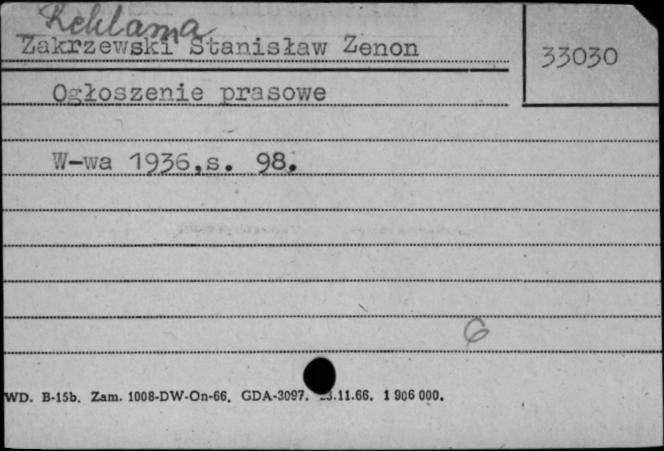 Reklama
Zakrzewski Stanisław Zenon
33030
Ogłoszenie prasowe
W-wa 1936,s. 98.
6
WD. B-15b. Zam. 1008-DW-On-66. GDA-3097. 3.11.66. 1 906 000.